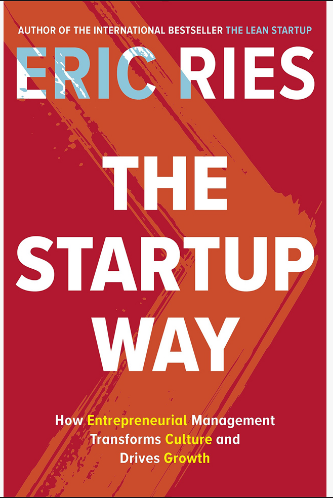 AUTHOR OF THE INTERNATIONAL BESTSELLER THE LEAN STARTUP
ERIC RIES
THE
STARTUP
WAY
How Entrepreneurial Management
Transforms Culture and
Drives Growth